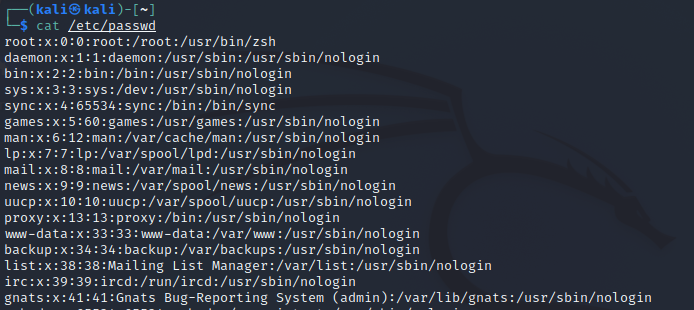 ┌──(kali㉿kali)-[~]
└─$ cat /etc/passwd
root:x:0:0:root:/root:/usr/bin/zsh
daemon:x:1:1:daemon:/usr/sbin:/usr/sbin/nologin
bin:x:2:2:bin:/bin:/usr/sbin/nologin
sys:x:3:3:sys:/dev:/usr/sbin/nologin
sync:x:4:65534:sync:/bin:/bin/sync
games:x:5:60:games:/usr/games:/usr/sbin/nologin
man:x:6:12:man:/var/cache/man:/usr/sbin/nologin
lp:x:7:7:lp:/var/spool/lpd:/usr/sbin/nologin
mail:x:8:8:mail:/var/mail:/usr/sbin/nologin
news:x:9:9:news:/var/spool/news:/usr/sbin/nologin
uucp:x:10:10:uucp:/var/spool/uucp:/usr/sbin/nologin
proxy:x:13:13:proxy:/bin:/usr/sbin/nologin
www-data:x:33:33:www-data:/var/www:/usr/sbin/nologin
backup:x:34:34:backup:/var/backups:/usr/sbin/nologin
list:x:38:38:Mailing List Manager:/var/list:/usr/sbin/nologin
irc:x:39:39:ircd:/run/ircd:/usr/sbin/nologin
gnats:x:41:41:Gnats Bug-Reporting System (admin):/var/lib/gnats:/usr/sbin/nologin